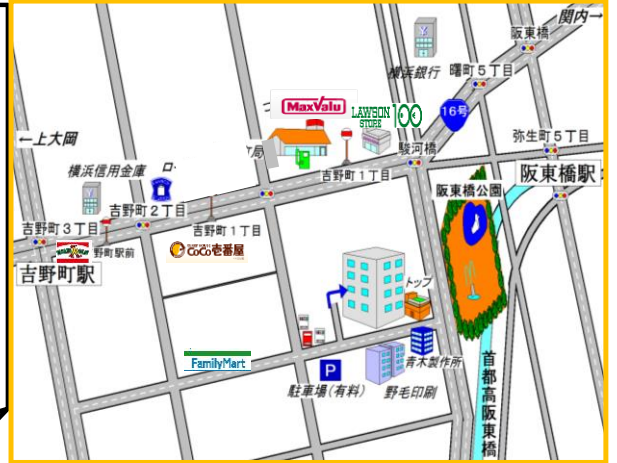 関内→
阪東橋
横浜銀行
曙町5丁目
MaxValu
LAWSON
STORE 100
16号
←上大岡
局
駿河橋
弥生町5丁目
横浜信用金庫
ロ・
吉野町1丁目
阪東橋公園
阪東橋駅
吉野町2丁目
吉野町3丁目
吉野町1丁目
野町駅前
CoCo壱番屋
吉野町駅
トップ
FamilyMart
P
青木製作所
駐車場(有料)
野毛印刷
首都高阪東橋